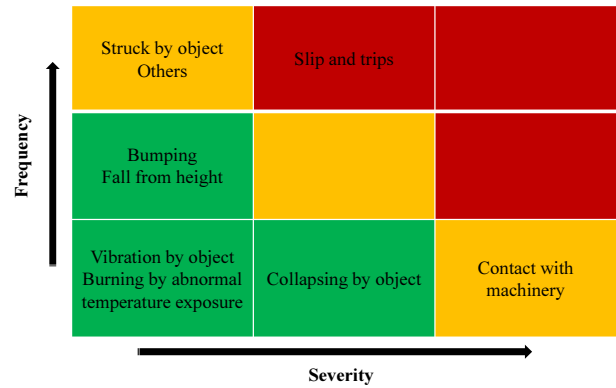 Struck by object
Others
Slip and trips
Frequency
Bumping
Fall from height
Vibration by object
Burning by abnormal
temperature exposure
Collapsing by object
Contact with
machinery
Severity